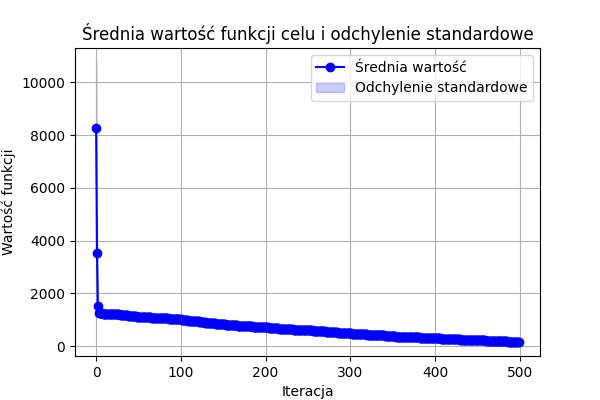 Średnia wartość funkcji celu i odchylenie standardowe
Średnia wartość
Odchylenie standardowe
Wartość funkcji
10000
8000
6000
4000
2000
0
0 100 200 300 400 500
Iteracja